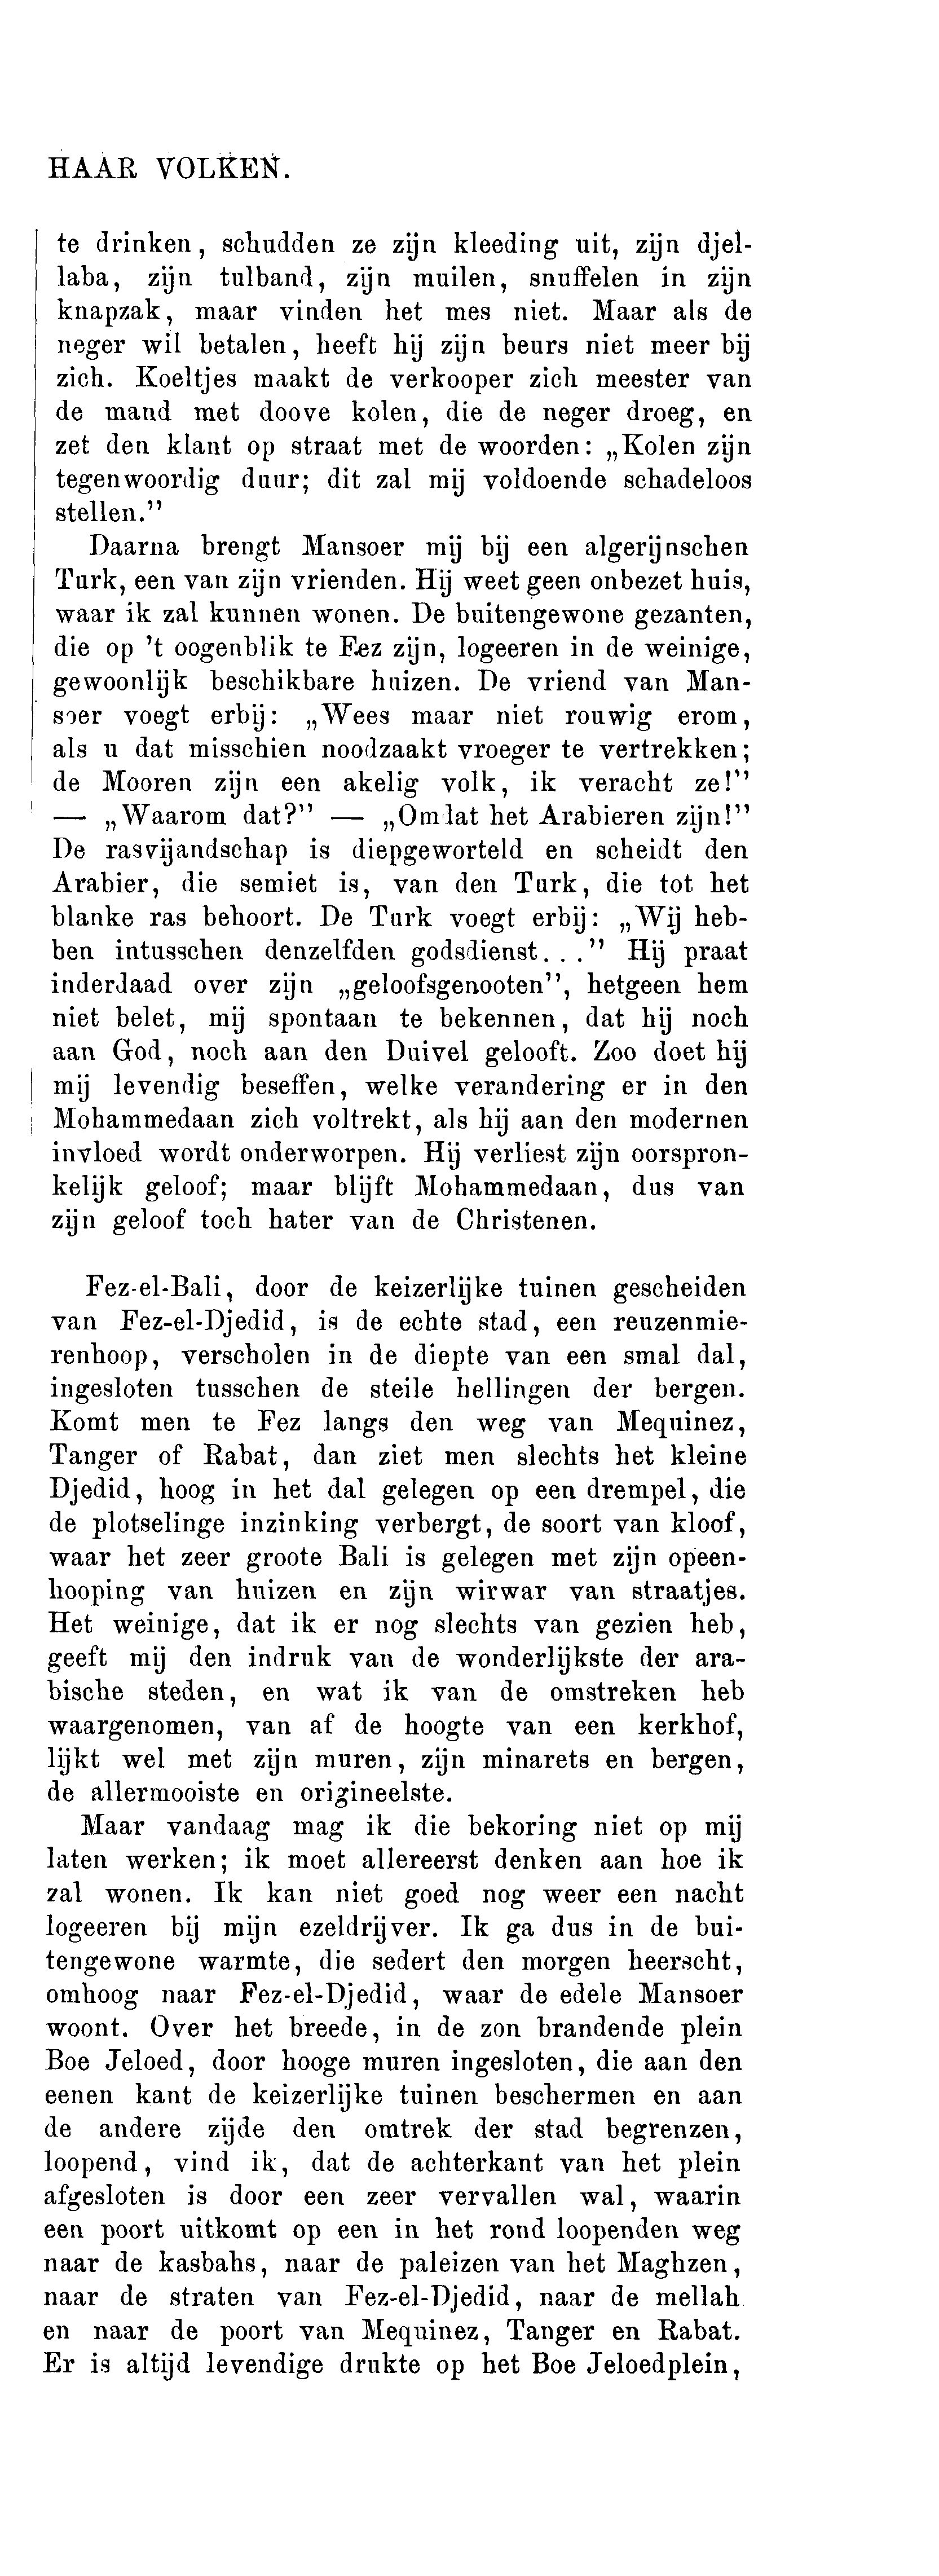 HAAR VOLKEN.
te drinken, schudden ze zijn kleeding uit, zijn djel-
laba, zijn tulband, zijn muilen, snuffelen in zijn
knapzak, maar vinden het mes niet. Maar als de
neger wil betalen, heeft hij zijn beurs niet meer bij
zich. Koeltjes maakt de verkooper zich meester van
de mand met doove kolen, die de neger droeg, en
zet den klant op straat met de woorden: „Kolen zijn
tegenwoordig duur; dit zal mij voldoende schadeloos
stellen.”
Daarna brengt Mansoer mij bij een algerijnschen
Turk, een van zijn vrienden. Hij weet geen onbezet huis,
waar ik zal kunnen wonen. De buitengewone gezanten,
die op 't oogenblik te Fez zijn, logeeren in de weinige,
gewoonlijk beschikbare huizen. De vriend van Man-
soer voegt erbij: „Wees maar niet rouwig erom,
als u dat misschien noodzaakt vroeger te vertrekken;
de Mooren zijn een akelig volk, ik veracht ze!”
— „Waarom dat?” — „Omdat het Arabieren zijn!”
De rasvijandschap is diepgeworteld en scheidt den
Arabier, die semiet is, van den Turk, die tot het
blanke ras behoort. De Turk voegt erbij: „Wij heb-
ben intusschen denzelfden godsdienst...” Hij praat
inderdaad over zijn „geloofsgenooten”, hetgeen hem
niet belet, mij spontaan te bekennen, dat hij noch
aan God, noch aan den Duivel gelooft. Zoo doet hij
mij levendig beseffen, welke verandering er in den
Mohammedaan zich voltrekt, als hij aan den modernen
invloed wordt onderworpen. Hij verliest zijn oorspron-
kelijk geloof; maar blijft Mohammedaan, dus van
zijn geloof toch hater van de Christenen.
Fez-el-Bali, door de keizerlijke tuinen gescheiden
van Fez-el-Djedid, is de echte stad, een reuzenmie-
renhoop, verscholen in de diepte van een smal dal,
ingesloten tusschen de steile hellingen der bergen.
Komt men te Fez langs den weg van Mequinez,
Tanger of Rabat, dan ziet men slechts het kleine
Djedid, hoog in het dal gelegen op een drempel, die
de plotselinge inzinking verbergt, de soort van kloof,
waar het zeer groote Bali is gelegen met zijn opeen-
hooping van huizen en zijn wirwar van straatjes.
Het weinige, dat ik er nog slechts van gezien heb,
geeft mij den indruk van de wonderlijkste der ara-
bische steden, en wat ik van de omstreken heb
waargenomen, van af de hoogte van een kerkhof,
lijkt wel met zijn muren, zijn minarets en bergen,
de allermooiste en origineelste.
Maar vandaag mag ik die bekoring niet op mij
laten werken; ik moet allereerst denken aan hoe ik
zal wonen. Ik kan niet goed nog weer een nacht
logeeren bij mijn ezeldrijver. Ik ga dus in de bui-
tengewone warmte, die sedert den morgen heerscht,
omhoog naar Fez-el-Djedid, waar de edele Mansoer
woont. Over het breede, in de zon brandende plein
Boe Jeloed, door hooge muren ingesloten, die aan den
eenen kant de keizerlijke tuinen beschermen en aan
de andere zijde den omtrek der stad begrenzen,
loopend, vind ik, dat de achterkant van het plein
afgesloten is door een zeer vervallen wal, waarin
een poort uitkomt op een in het rond loopenden weg
naar de kasbahs, naar de paleizen van het Maghzen,
naar de straten van Fez-el-Djedid, naar de mellah
en naar de poort van Mequinez, Tanger en Rabat.
Er is altijd levendige drukte op het Boe Jeloedplein,